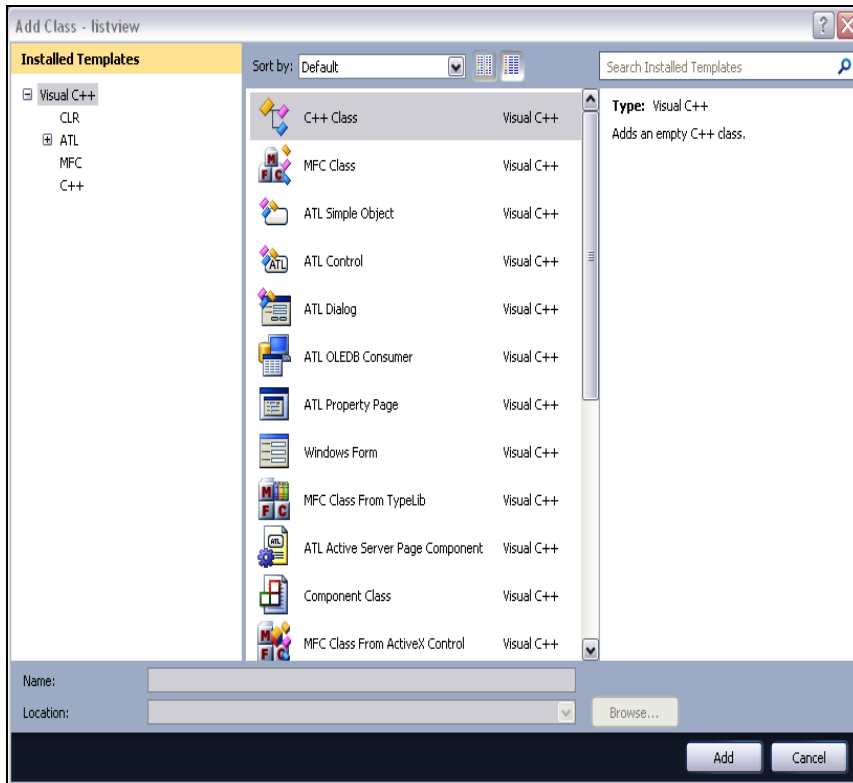 Add Class - listview
Installed Templates
Sort by: Default
Search Installed Templates
Visual C++
CLR
ATL
MFC
C++
C++ Class Visual C++
MFC Class Visual C++
ATL Simple Object Visual C++
ATL Control Visual C++
ATL Dialog Visual C++
ATL OLEDB Consumer Visual C++
ATL Property Page Visual C++
Windows Form Visual C++
MFC Class From TypeLib Visual C++
ATL Active Server Page Component Visual C++
Component Class Visual C++
MFC Class From ActiveX Control Visual C++
Type: Visual C++
Adds an empty C++ class.
Name:
Location:
Browse...
Add
Cancel